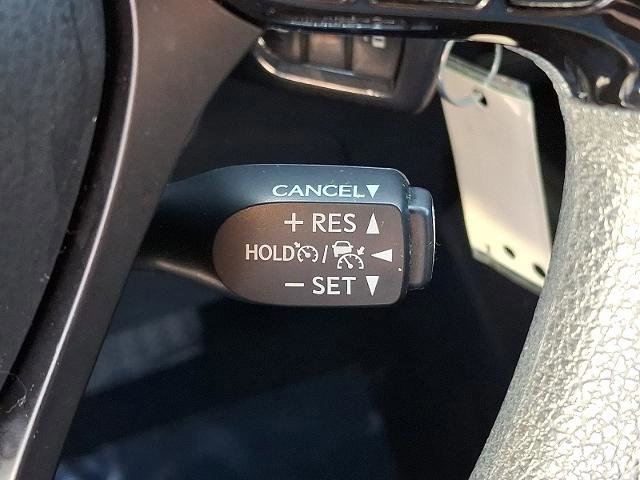 CANCEL▼
+ RES ▲
HOLD / ◀
− SET ▼